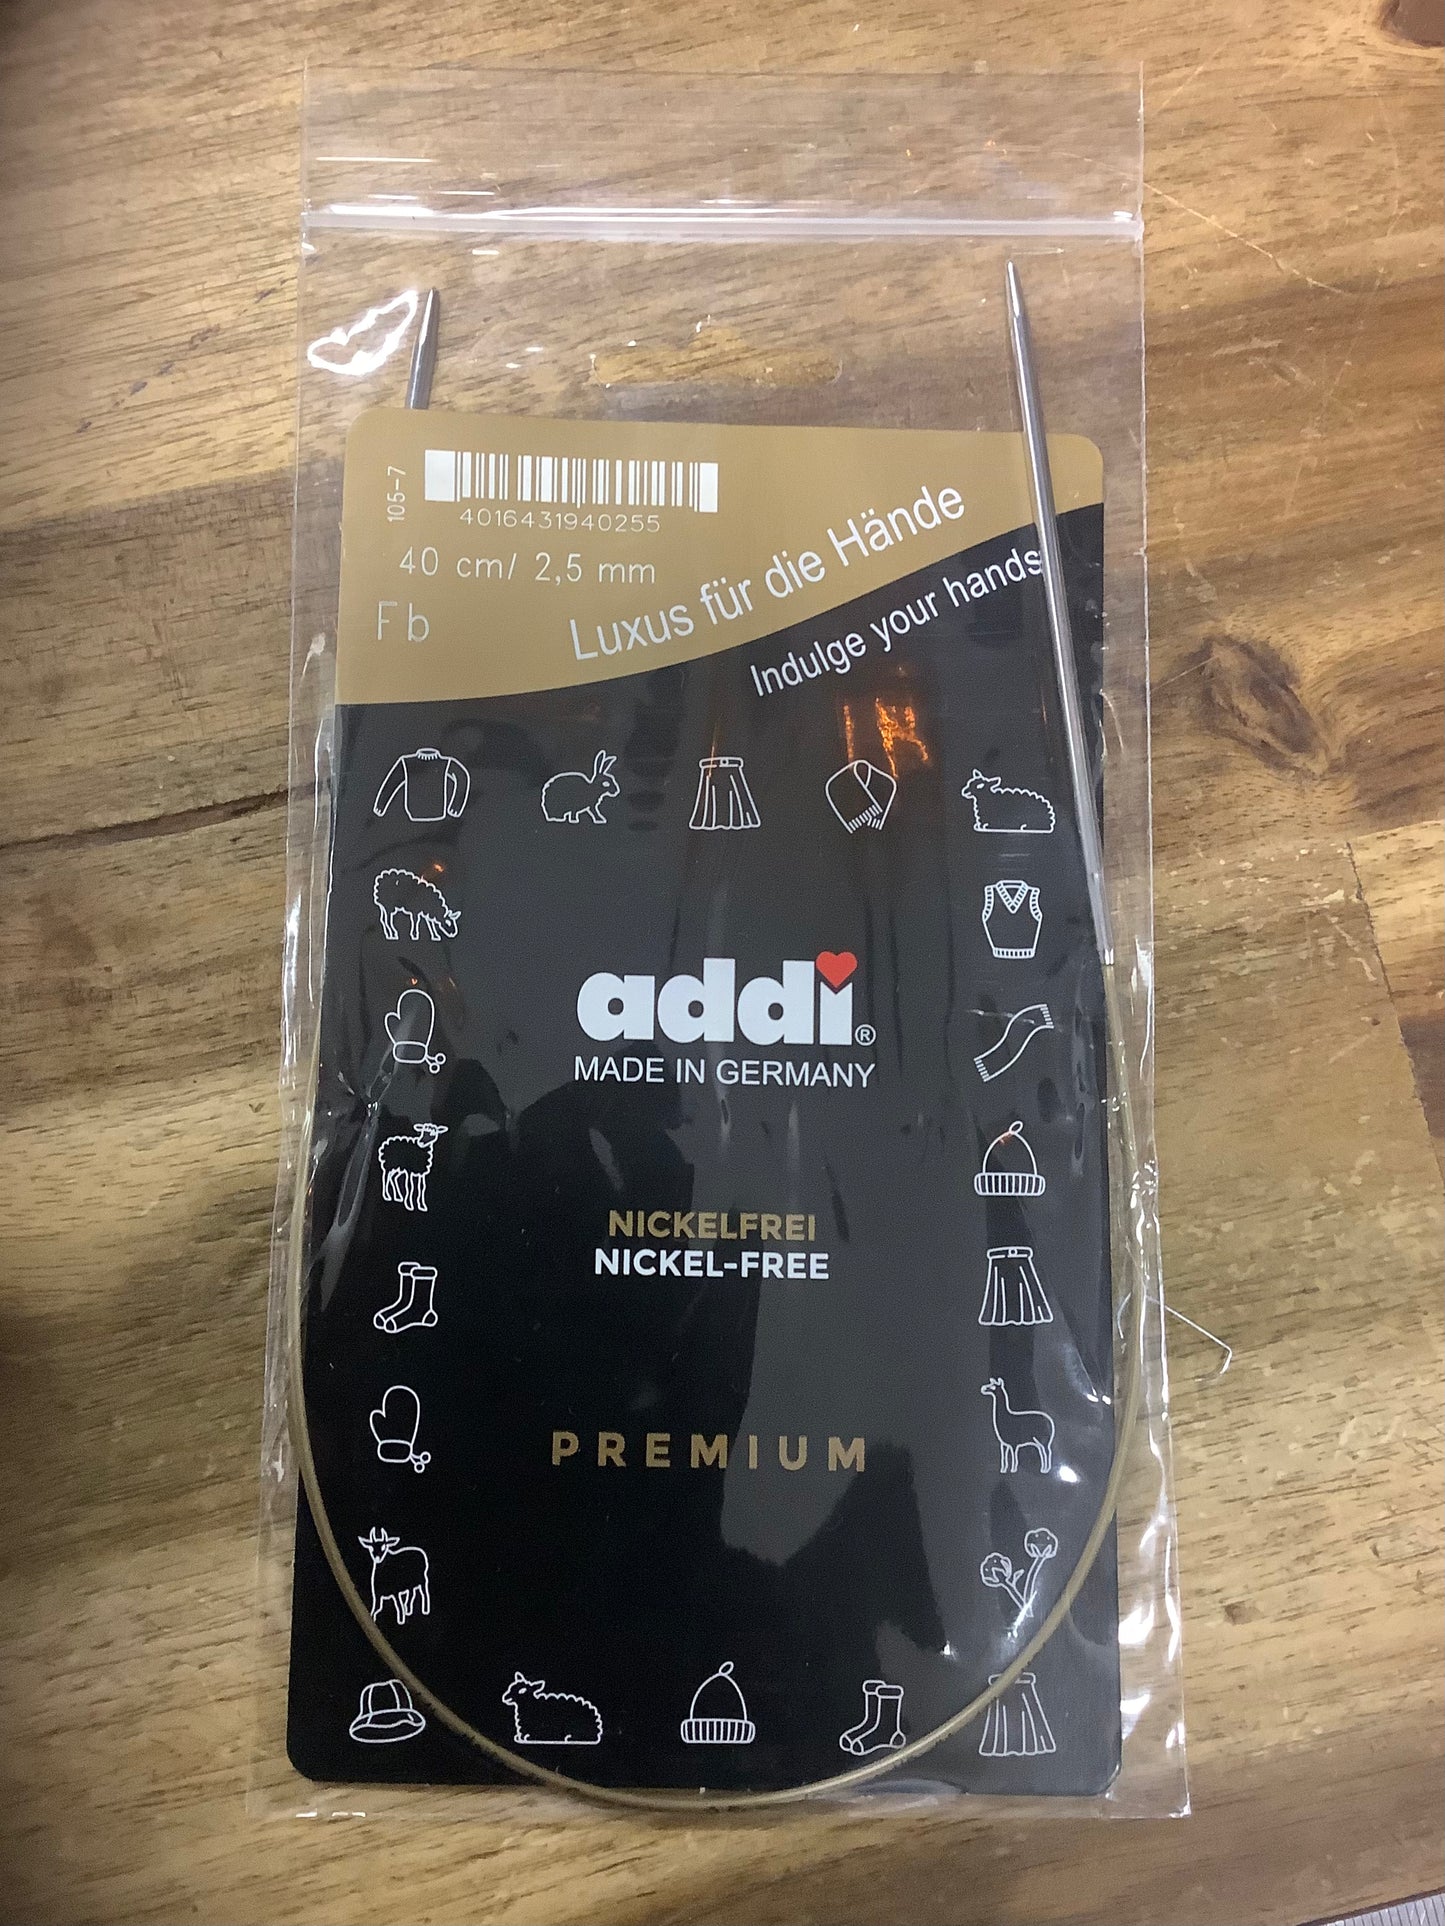 105-7
4016431940255
40 cm/ 2,5 mm
Fb
Luxus für die Hände
Indulge your hands
addi®
MADE IN GERMANY
NICKELFREI
NICKEL-FREE
PREMIUM